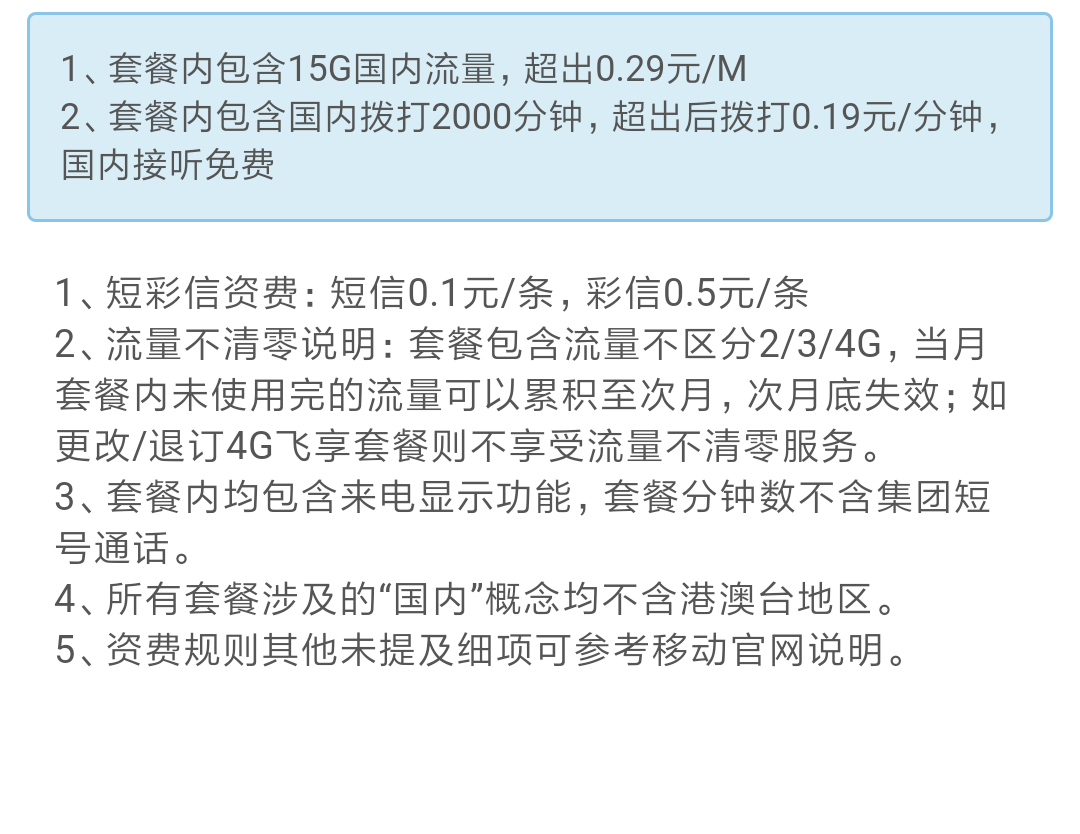 1、套餐内包含15G国内流量，超出0.29元/M
2、套餐内包含国内拨打2000分钟，超出后拨打0.19元/分钟，
国内接听免费
1、短彩信资费：短信0.1元/条，彩信0.5元/条
2、流量不清零说明：套餐包含流量不区分2/3/4G，当月
套餐内未使用完的流量可以累积至次月，次月底失效；如
更改/退订4G飞享套餐则不享受流量不清零服务。
3、套餐内均包含来电显示功能，套餐分钟数不含集团短
号通话。
4、所有套餐涉及的“国内”概念均不含港澳台地区。
5、资费规则其他未提及细项可参考移动官网说明。